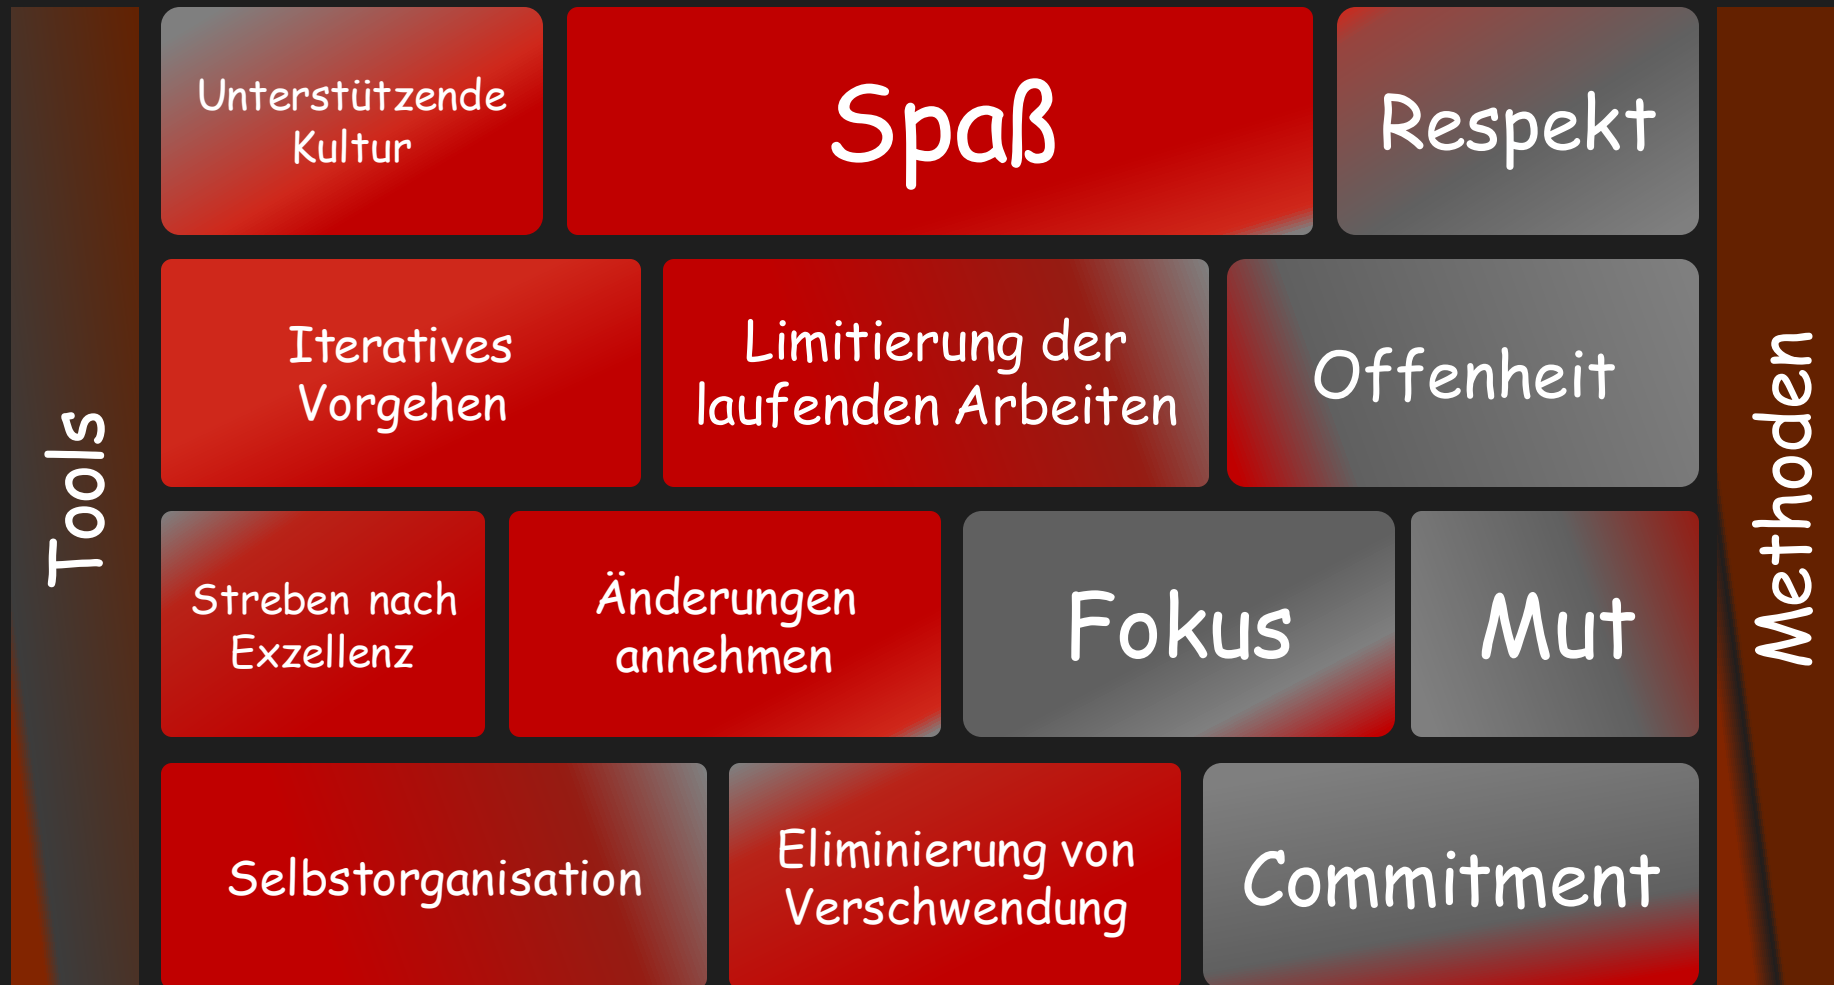 Tools
Unterstützende
Kultur
Spaß
Respekt
Iteratives
Vorgehen
Limitierung der
laufenden Arbeiten
Offenheit
Streben nach
Exzellenz
Änderungen
annehmen
Fokus
Mut
Selbstorganisation
Eliminierung von
Verschwendung
Commitment
Methoden